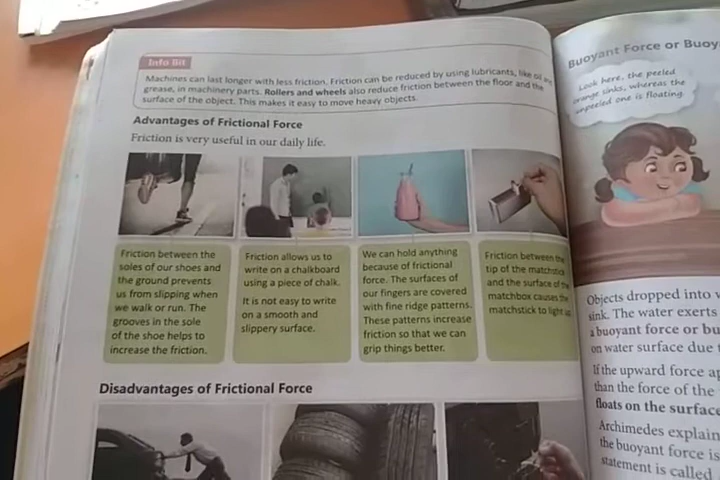 Info Bit
Machines can last longer with less friction. Friction can be reduced by using lubricants, like oil and
grease, in machinery parts. Rollers and wheels also reduce friction between the floor and the
surface of the object. This makes it easy to move heavy objects.
Advantages of Frictional Force
Friction is very useful in our daily life.
Friction between the
soles of our shoes and
the ground prevents
us from slipping when
we walk or run. The
grooves in the sole
of the shoe helps to
increase the friction.
Friction allows us to
write on a chalkboard
using a piece of chalk.
It is not easy to write
on a smooth and
slippery surface.
We can hold anything
because of frictional
force. The surfaces of
our fingers are covered
with fine ridge patterns.
These patterns increase
friction so that we can
grip things better.
Friction between the
tip of the matchstick
and the surface of the
matchbox causes the
matchstick to light up
Disadvantages of Frictional Force
Buoyant Force or Buoy
Look here, the peeled
orange sinks, whereas the
unpeeled one is floating.
Objects dropped into
sink. The water exerts
a buoyant force or bu
on water surface due
If the upward force ap
than the force of the
floats on the surface
Archimedes explain
the buoyant force is
statement is called